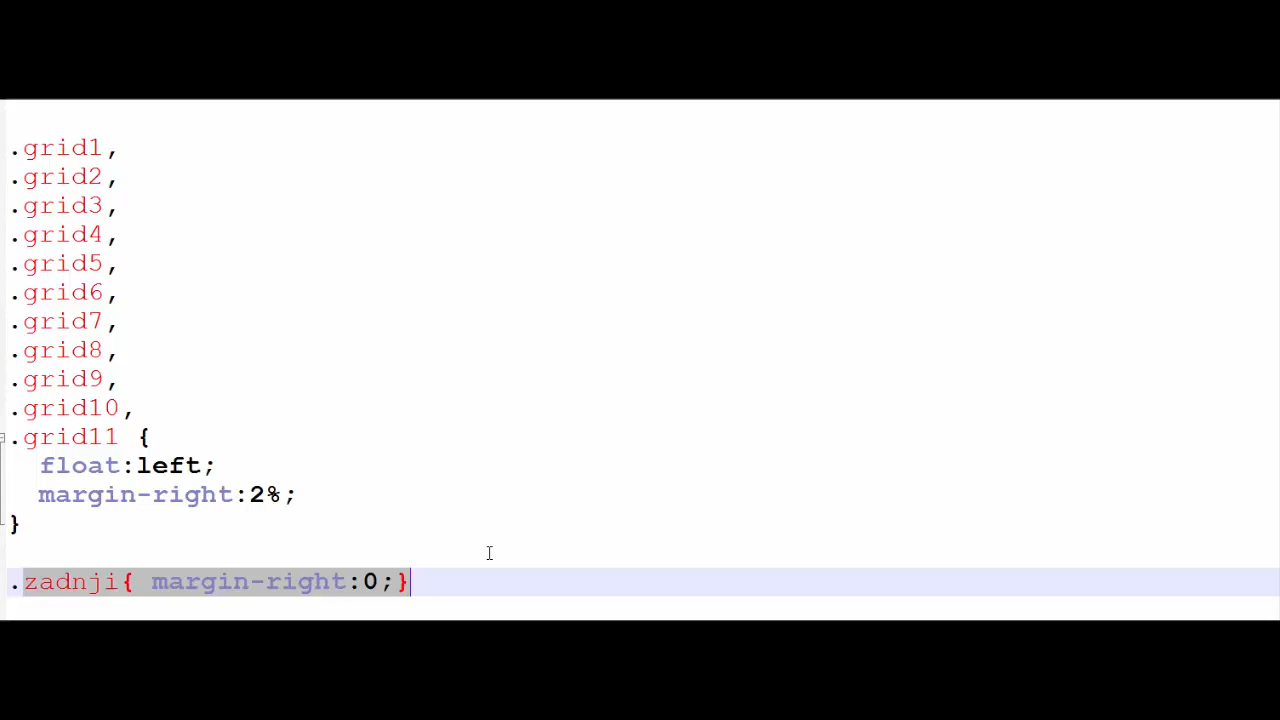 .grid1,
.grid2,
.grid3,
.grid4,
.grid5,
.grid6,
.grid7,
.grid8,
.grid9,
.grid10,
.grid11 {
float:left;
margin-right:2%;
}
.zadnji{ margin-right:0;}